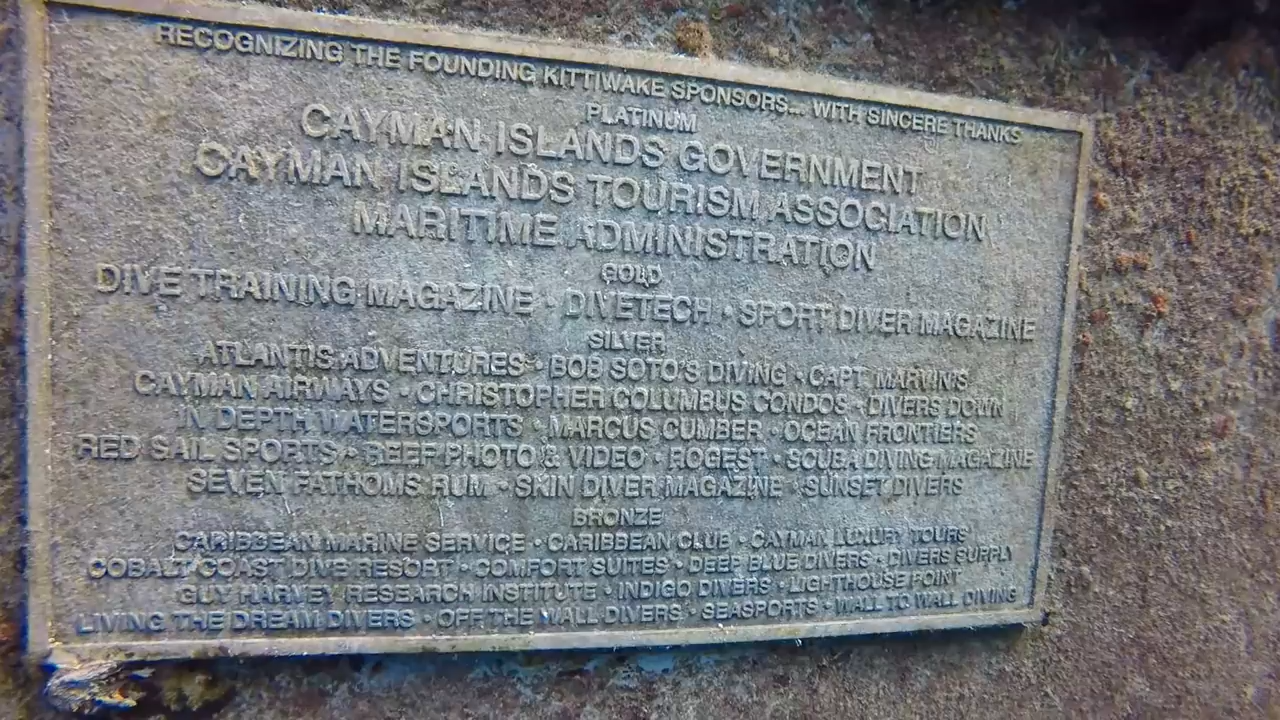 RECOGNIZING THE FOUNDING KITTIWAKE SPONSORS... WITH SINCERE THANKS
PLATINUM
CAYMAN ISLANDS GOVERNMENT
CAYMAN ISLANDS TOURISM ASSOCIATION
MARITIME ADMINISTRATION
GOLD
DIVE TRAINING MAGAZINE • DIVETECH • SPORT DIVER MAGAZINE
SILVER
ATLANTIS ADVENTURES • BOB SOTO'S DIVING • CAPT. MARVIN'S
CAYMAN AIRWAYS • CHRISTOPHER COLUMBUS CONDOS • DIVERS DOWN
IN DEPTH WATERSPORTS • MARCUS CUMBER • OCEAN FRONTIERS
RED SAIL SPORTS • REEF PHOTO & VIDEO • ROGEST • SCUBA DIVING MAGAZINE
SEVEN FATHOMS RUM • SKIN DIVER MAGAZINE • SUNSET DIVERS
BRONZE
CARIBBEAN MARINE SERVICE • CARIBBEAN CLUB • CAYMAN LUXURY TOURS
COBALT COAST DIVE RESORT • COMFORT SUITES • DEEP BLUE DIVERS • DIVERS SUPPLY
GUY HARVEY RESEARCH INSTITUTE • INDIGO DIVERS • LIGHTHOUSE POINT
LIVING THE DREAM DIVERS • OFF THE WALL DIVERS • SEASPORTS • WALL TO WALL DIVING